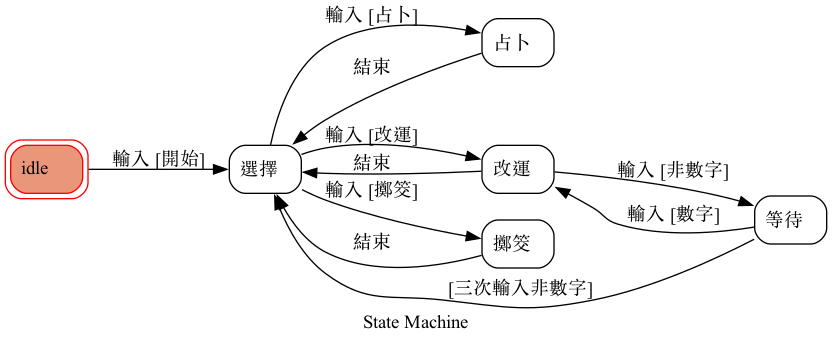 輸入 [占卜]
占卜
結束
輸入 [改運]
輸入 [開始]
結束
idle
選擇
改運
輸入 [非數字]
輸入 [擲筊]
輸入 [數字]
等待
結束
擲筊
[三次輸入非數字]
State Machine